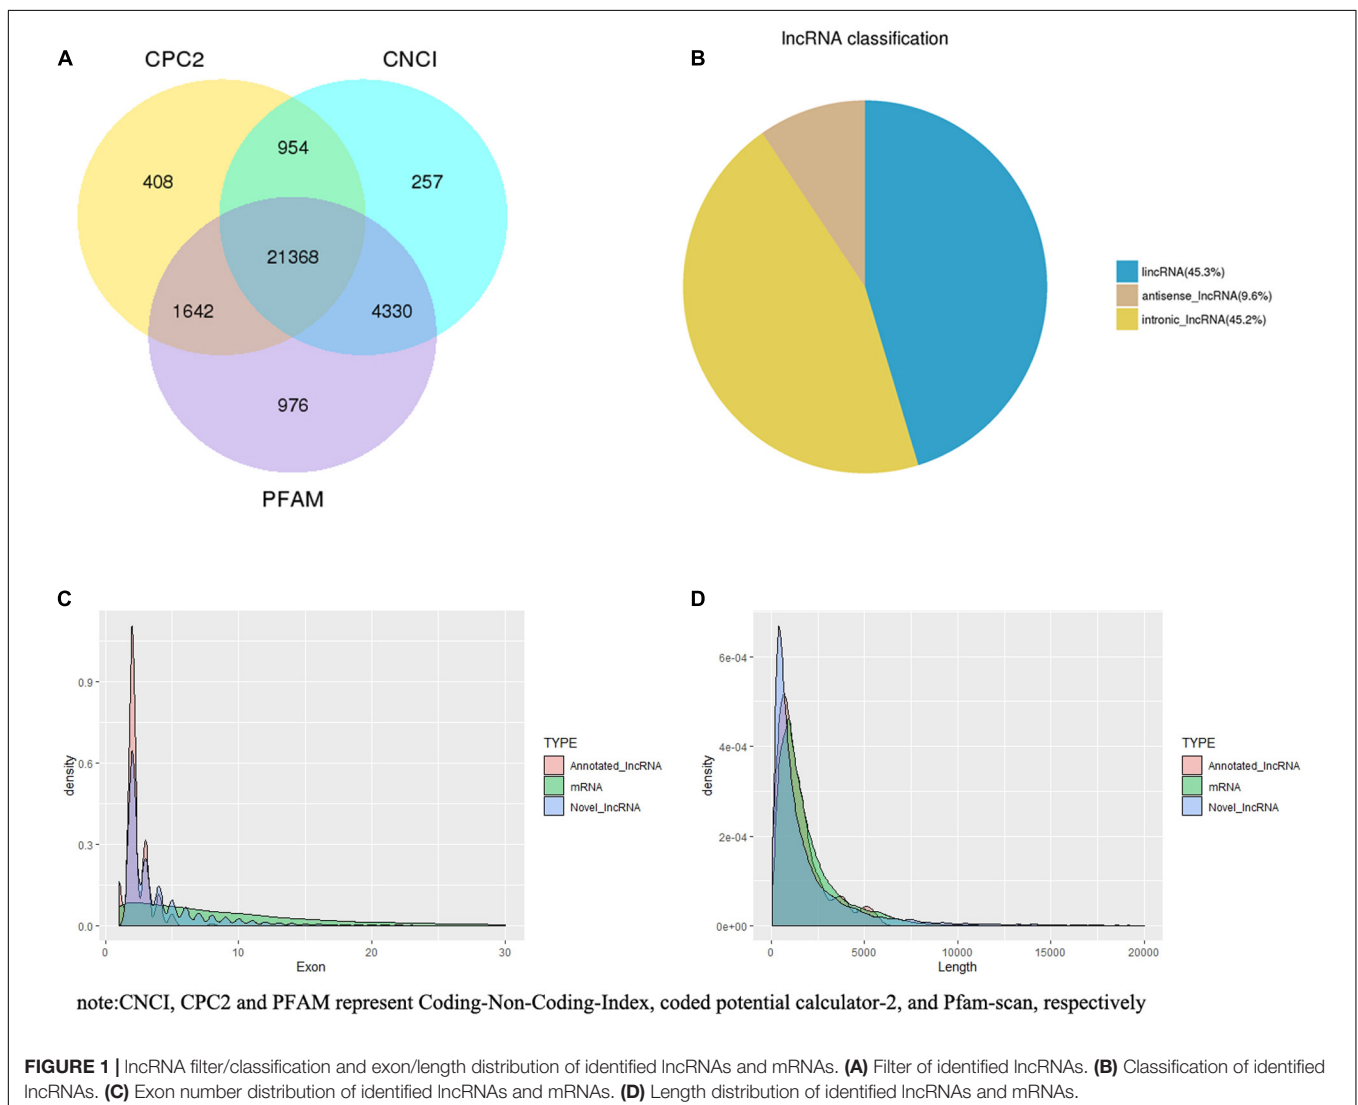 A
CPC2
CNCI
954
408
257
21368
1642
4330
976
PFAM
B
lncRNA classification
lincRNA(45.3%)
antisense_lncRNA(9.6%)
intronic_lncRNA(45.2%)
C
density
0.9
0.6
0.3
0.0
0
10
20
30
Exon
TYPE
Annotated_lncRNA
mRNA
Novel_lncRNA
D
density
6e-04
4e-04
2e-04
0e+00
0
5000
10000
15000
20000
Length
TYPE
Annotated_lncRNA
mRNA
Novel_lncRNA
note:CNCI, CPC2 and PFAM represent Coding-Non-Coding-Index, coded potential calculator-2, and Pfam-scan, respectively
FIGURE 1 | lncRNA filter/classification and exon/length distribution of identified lncRNAs and mRNAs. (A) Filter of identified lncRNAs. (B) Classification of identified
lncRNAs. (C) Exon number distribution of identified lncRNAs and mRNAs. (D) Length distribution of identified lncRNAs and mRNAs.